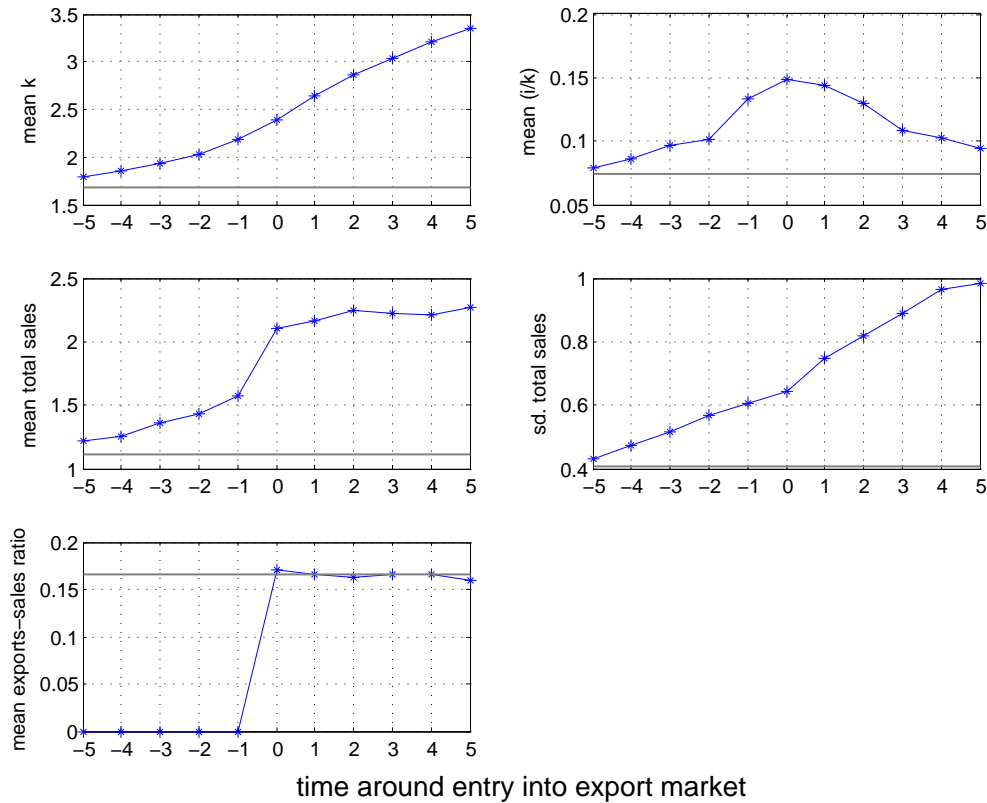 mean k
3.5
3
2.5
2
1.5
−5 −4 −3 −2 −1 0 1 2 3 4 5
mean (i/k)
0.2
0.15
0.1
0.05
−5 −4 −3 −2 −1 0 1 2 3 4 5
mean total sales
2.5
2
1.5
1
−5 −4 −3 −2 −1 0 1 2 3 4 5
sd. total sales
1
0.8
0.6
0.4
−5 −4 −3 −2 −1 0 1 2 3 4 5
mean exports−sales ratio
0.2
0.15
0.1
0.05
0
−5 −4 −3 −2 −1 0 1 2 3 4 5
time around entry into export market